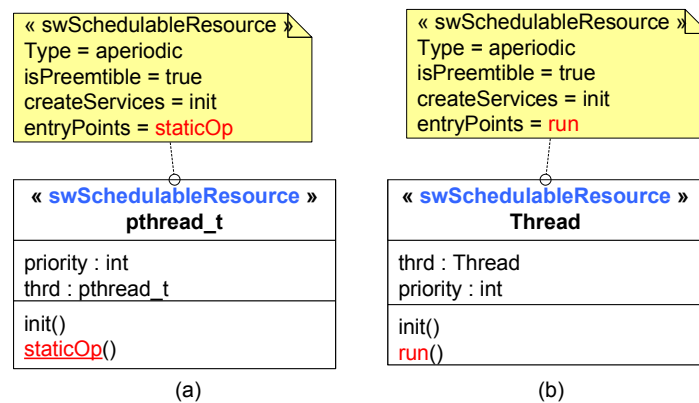 « swSchedulableResource »
Type = aperiodic
isPreemtible = true
createServices = init
entryPoints = staticOp
« swSchedulableResource »
pthread_t
priority : int
thrd : pthread_t
init()
staticOp()
(a)
« swSchedulableResource »
Type = aperiodic
isPreemtible = true
createServices = init
entryPoints = run
« swSchedulableResource »
Thread
thrd : Thread
priority : int
init()
run()
(b)